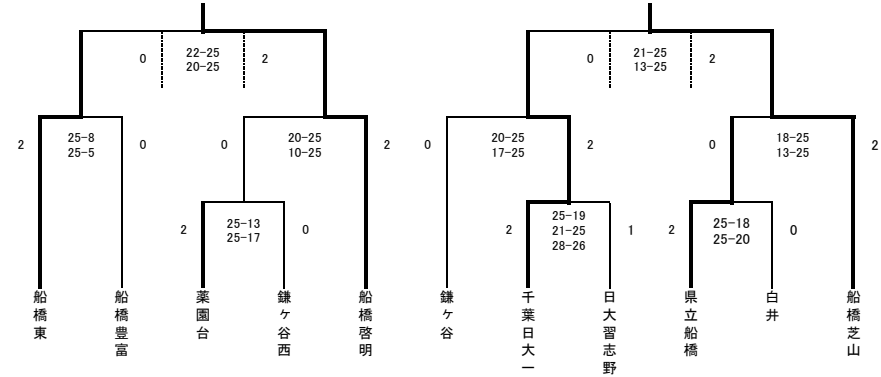 0 22-25 2
20-25
0 21-25 2
13-25
2 25-8 0
25-5
0 20-25 2
10-25
0 20-25 2
17-25
0 18-25 2
13-25
2 25-13 0
25-17
2 25-19 1
21-25
28-26
2 25-18 0
25-20
船橋東
船橋豊富
薬園台
鎌ヶ谷西
船橋啓明
鎌ヶ谷
千葉日大一
日大習志野
県立船橋
白井
船橋芝山